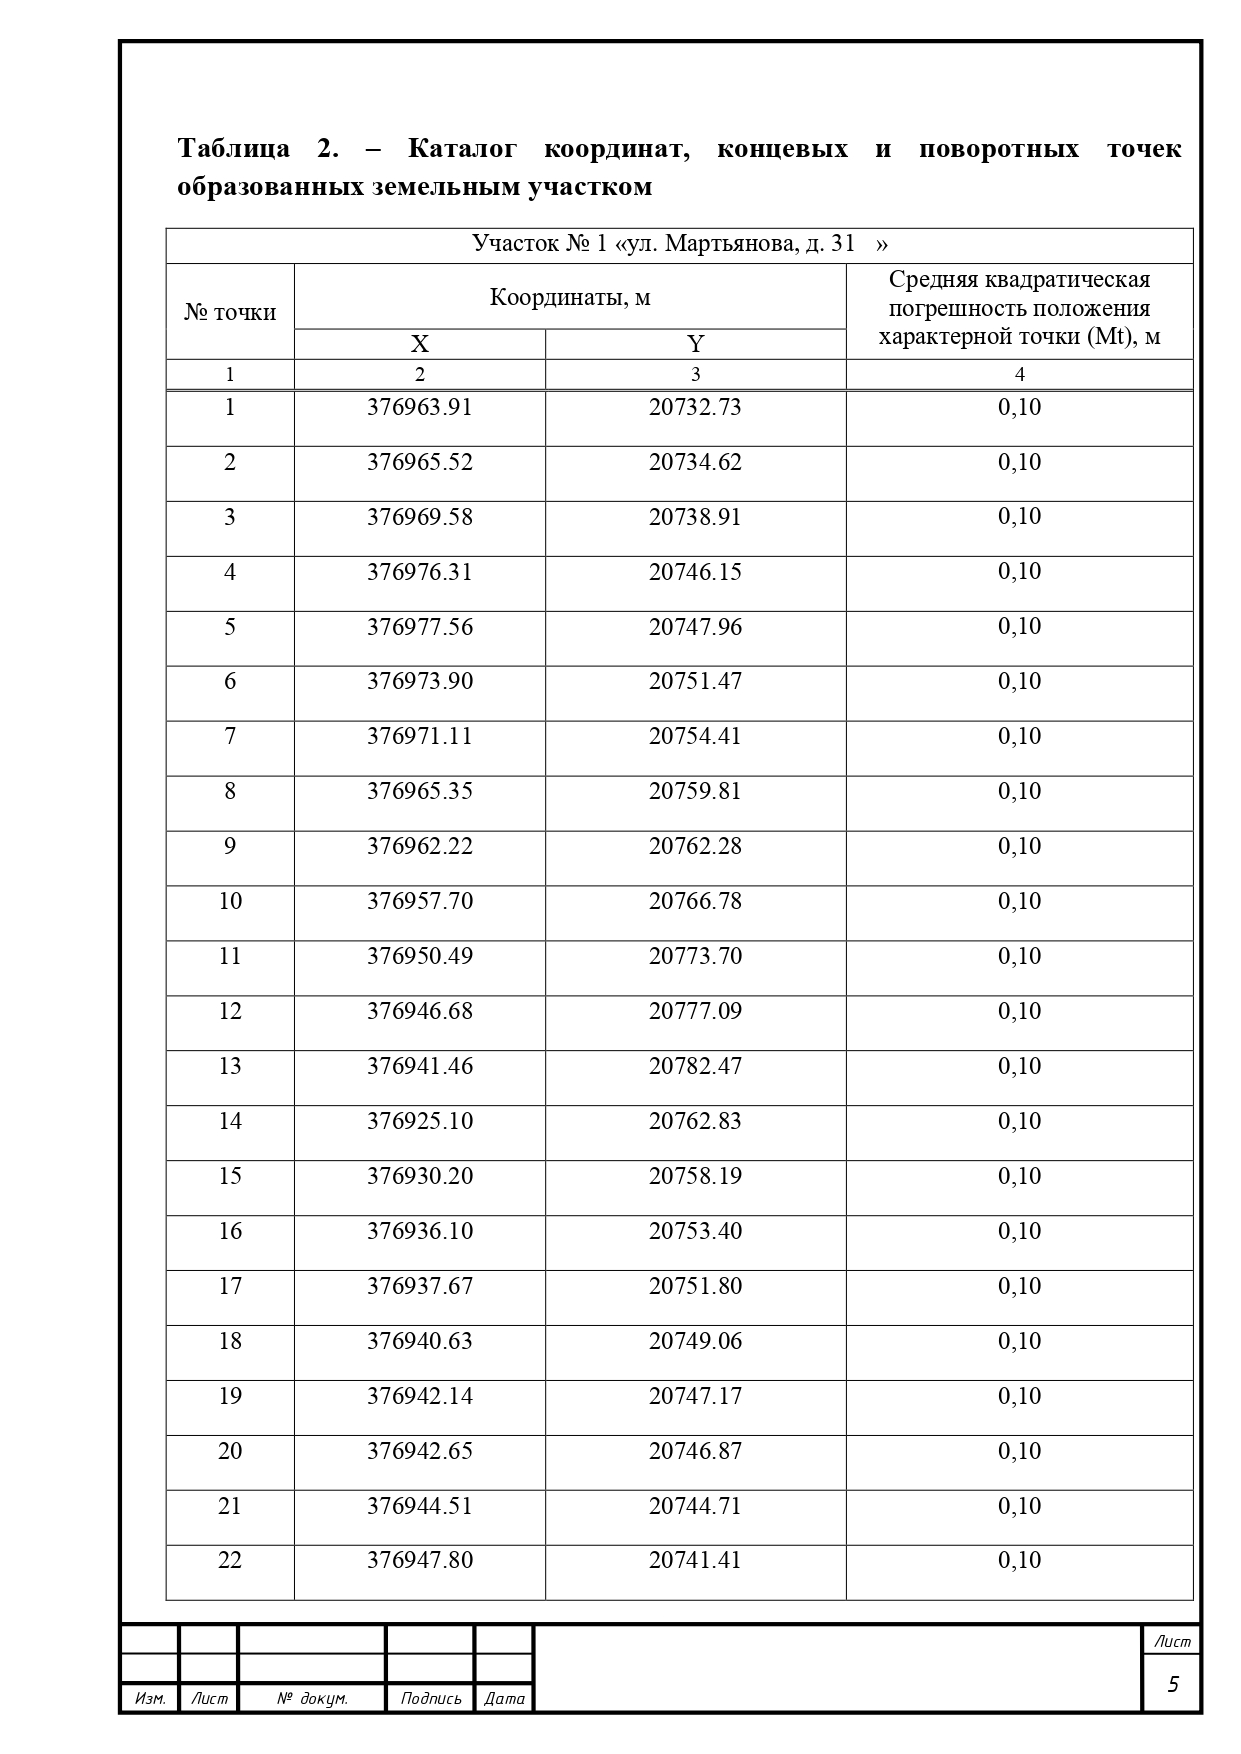 Таблица 2. – Каталог координат, концевых и поворотных точек
образованных земельным участком
Участок № 1 «ул. Мартьянова, д. 31 »
№ точки
Координаты, м
Средняя квадратическая
погрешность положения
характерной точки (Mt), м
X Y
1 2 3 4
1 376963.91 20732.73 0,10
2 376965.52 20734.62 0,10
3 376969.58 20738.91 0,10
4 376976.31 20746.15 0,10
5 376977.56 20747.96 0,10
6 376973.90 20751.47 0,10
7 376971.11 20754.41 0,10
8 376965.35 20759.81 0,10
9 376962.22 20762.28 0,10
10 376957.70 20766.78 0,10
11 376950.49 20773.70 0,10
12 376946.68 20777.09 0,10
13 376941.46 20782.47 0,10
14 376925.10 20762.83 0,10
15 376930.20 20758.19 0,10
16 376936.10 20753.40 0,10
17 376937.67 20751.80 0,10
18 376940.63 20749.06 0,10
19 376942.14 20747.17 0,10
20 376942.65 20746.87 0,10
21 376944.51 20744.71 0,10
22 376947.80 20741.41 0,10
Лист
5
Изм. Лист № докум. Подпись Дата